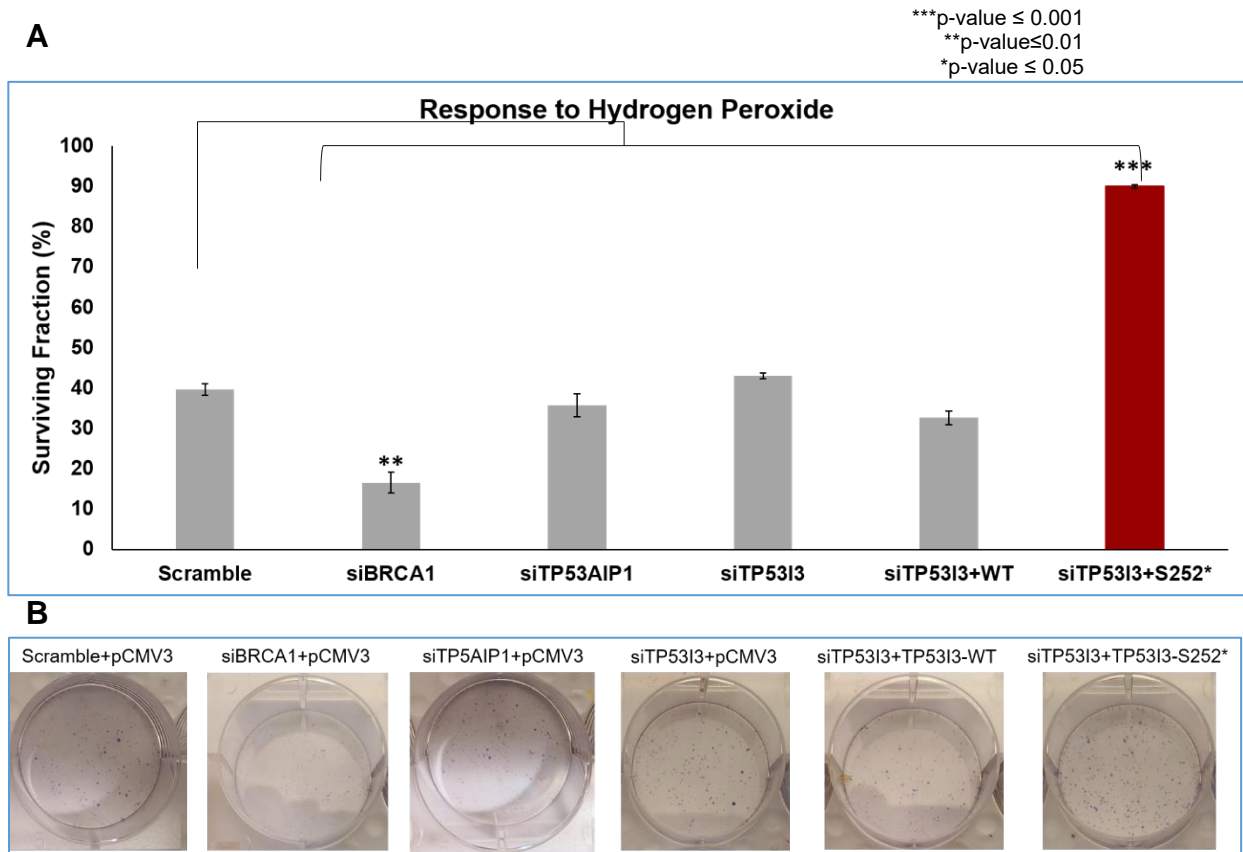 ***p-value ≤ 0.001
**p-value≤0.01
*p-value ≤ 0.05
A
Response to Hydrogen Peroxide
Surviving Fraction (%)
100
90
80
70
60
50
40
30
20
10
0
**
***
Scramble siBRCA1 siTP53AIP1 siTP53I3 siTP53I3+WT siTP53I3+S252*
B
Scramble+pCMV3 siBRCA1+pCMV3 siTP5AIP1+pCMV3 siTP53I3+pCMV3 siTP53I3+TP53I3-WT siTP53I3+TP53I3-S252*